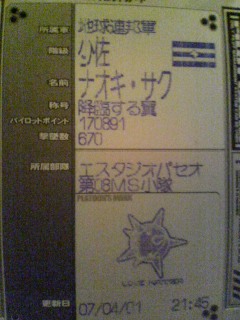 所属軍 地球連邦軍
階級 少佐
名前 ナオキ・サク
称号 降臨する翼
パイロットポイント 170891
撃墜数 670
所属部隊 エスタジオパセオ
第08MS小隊
PLATOON'S MARK
更新日 07/04/01 21:45